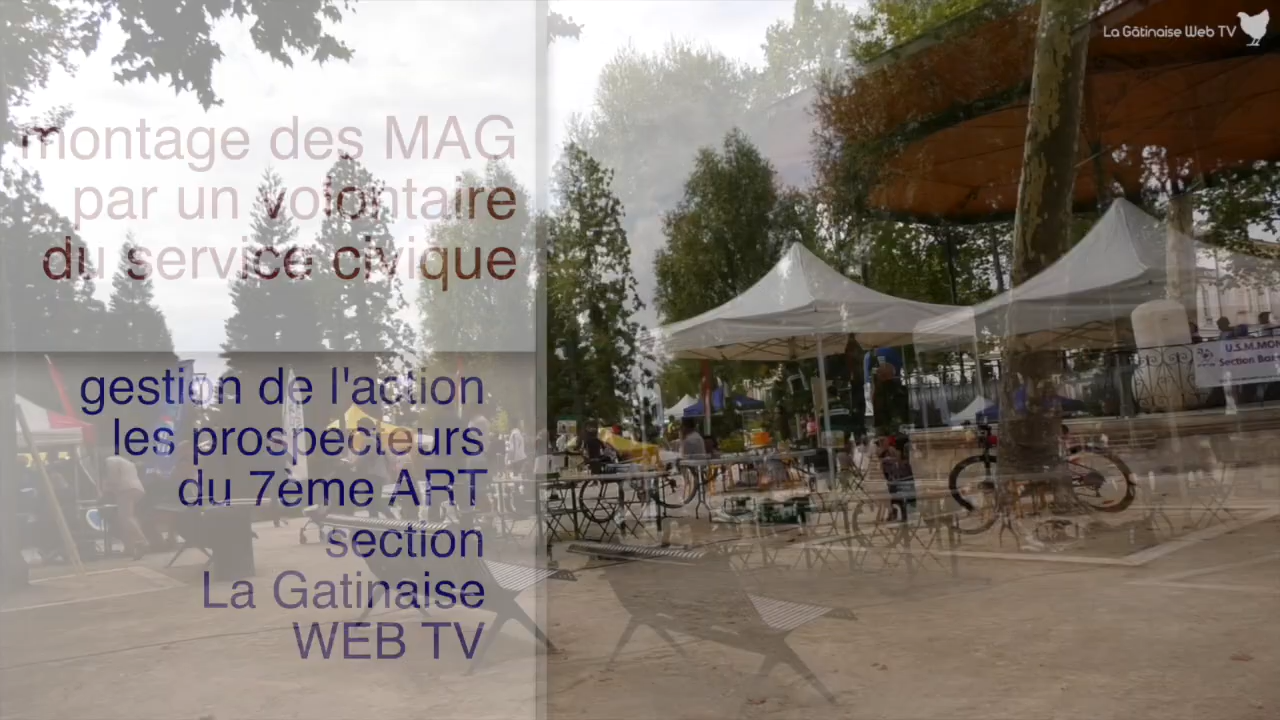 La Gâtinaise Web TV
montage des MAG
par un volontaire
du service civique
gestion de l'action
les prospecteurs
du 7ème ART
section
La Gatinaise
WEB TV
U.S.M.MON
Section